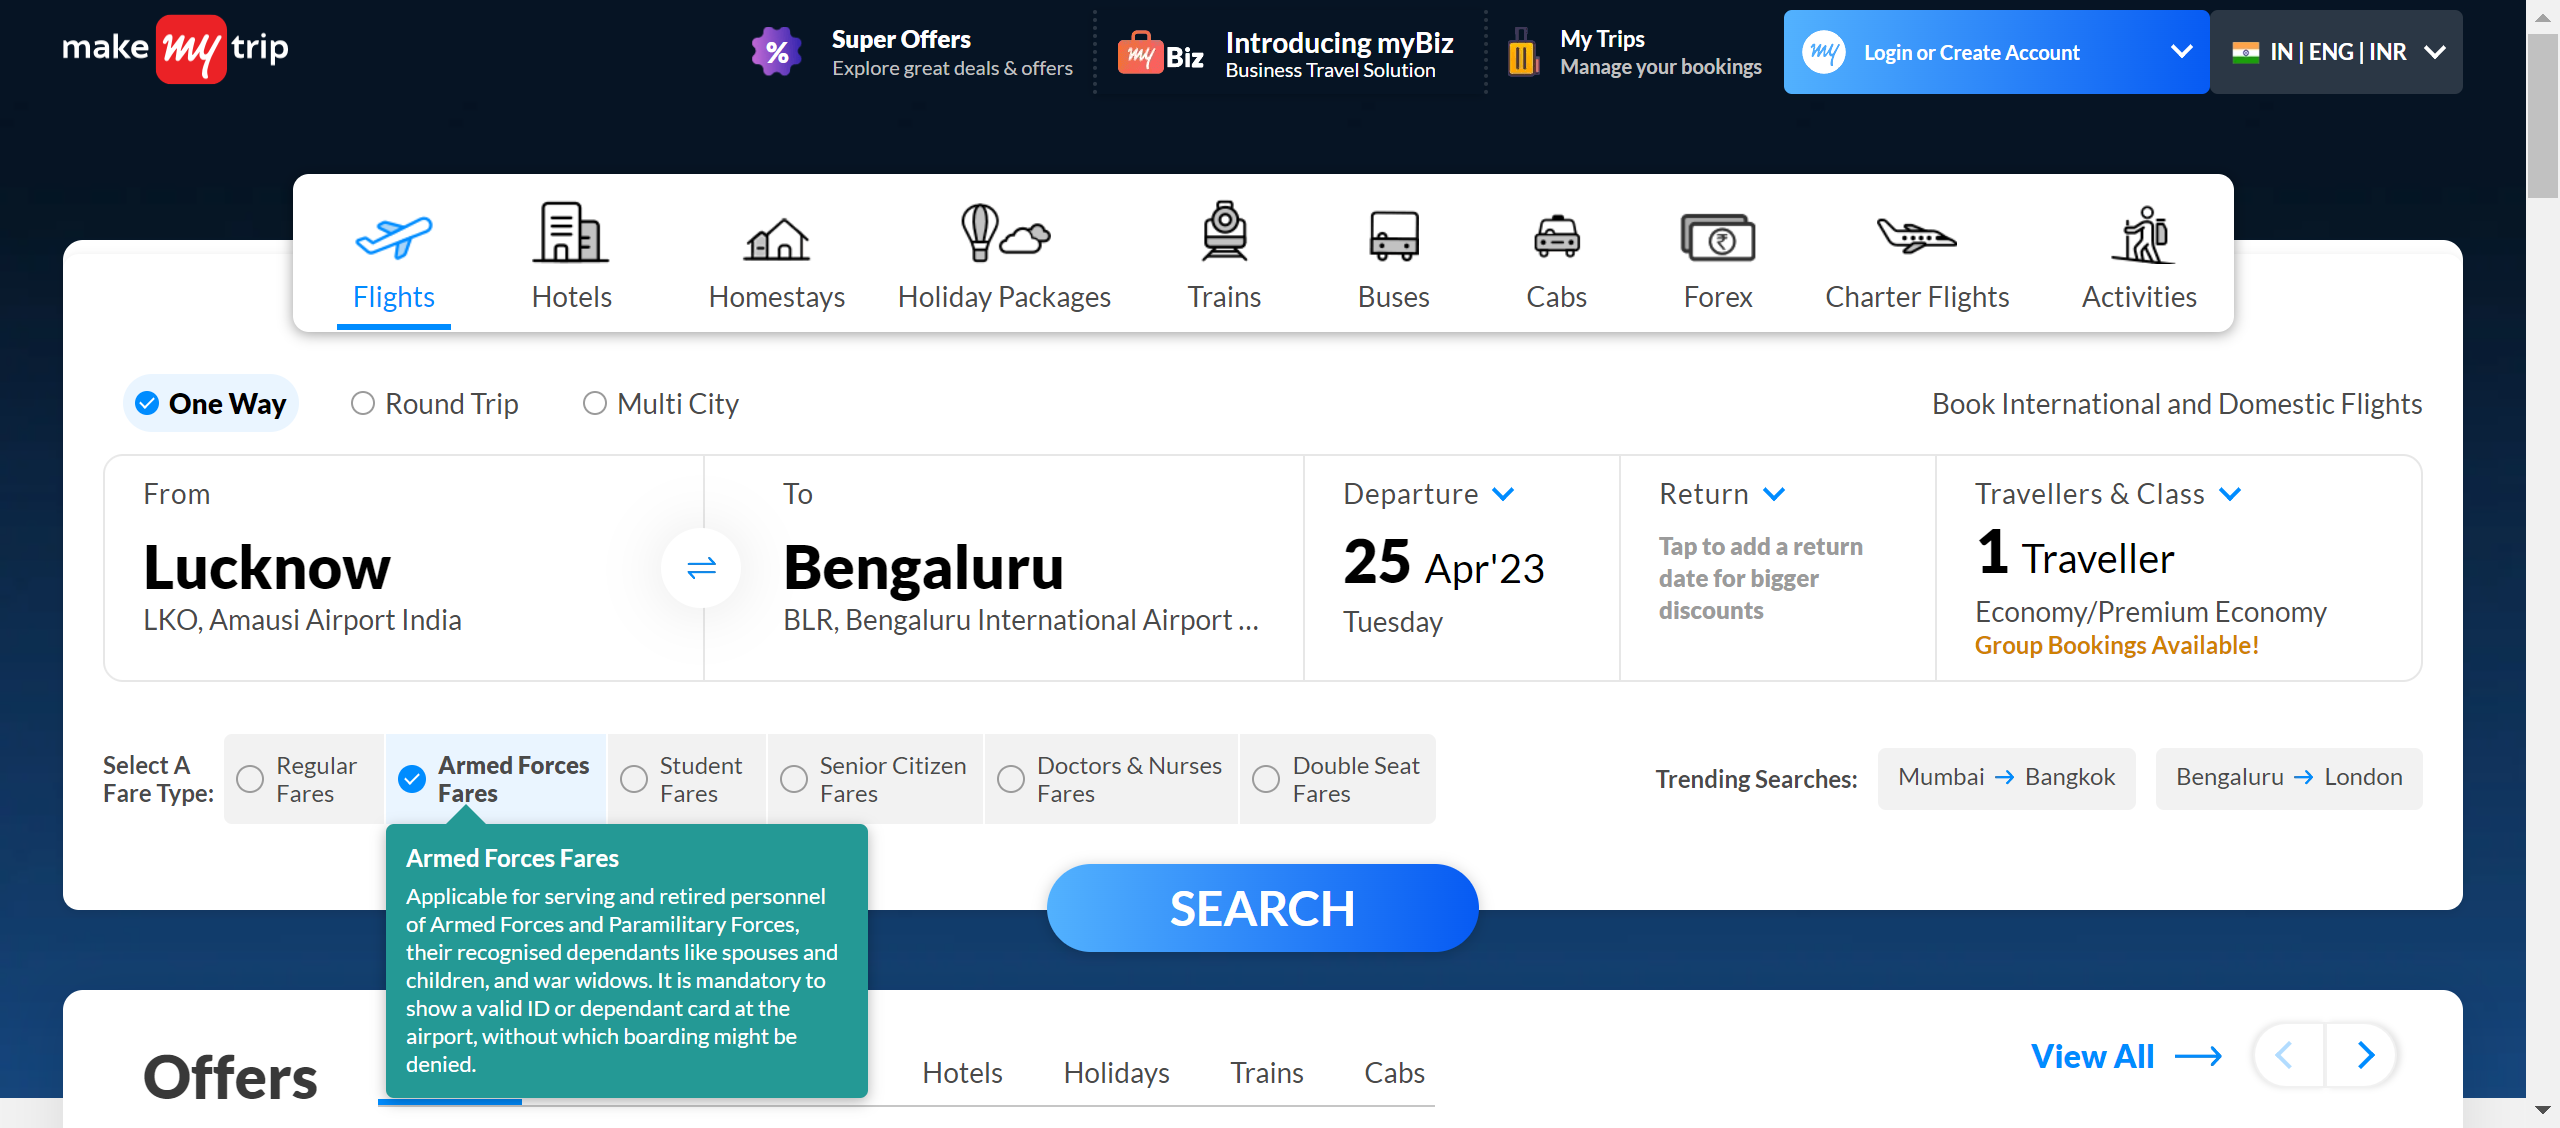 make my trip
%
Super Offers
Explore great deals & offers
my Biz
Introducing myBiz
Business Travel Solution
My Trips
Manage your bookings
my
Login or Create Account
IN | ENG | INR
Flights
Hotels
Homestays
Holiday Packages
Trains
Buses
Cabs
₹
Forex
Charter Flights
Activities
One Way
Round Trip
Multi City
Book International and Domestic Flights
From
Lucknow
LKO, Amausi Airport India
To
Bengaluru
BLR, Bengaluru International Airport ...
Departure
25 Apr'23
Tuesday
Return
Tap to add a return
date for bigger
discounts
Travellers & Class
1 Traveller
Economy/Premium Economy
Group Bookings Available!
Select A
Fare Type:
Regular
Fares
Armed Forces
Fares
Student
Fares
Senior Citizen
Fares
Doctors & Nurses
Fares
Double Seat
Fares
Trending Searches:
Mumbai → Bangkok
Bengaluru → London
Armed Forces Fares
Applicable for serving and retired personnel
of Armed Forces and Paramilitary Forces,
their recognised dependants like spouses and
children, and war widows. It is mandatory to
show a valid ID or dependant card at the
airport, without which boarding might be
denied.
SEARCH
Offers
Hotels
Holidays
Trains
Cabs
View All →